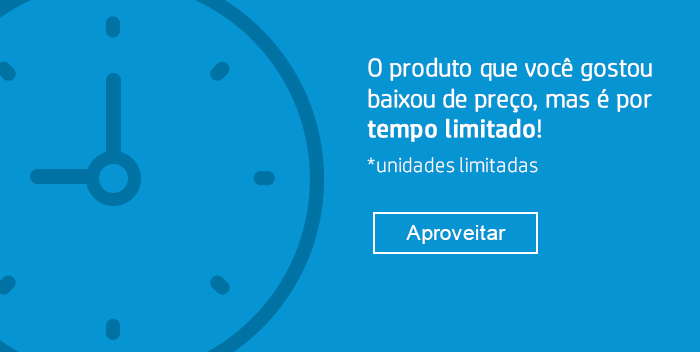 O produto que você gostou
baixou de preço, mas é por
tempo limitado!
*unidades limitadas
Aproveitar